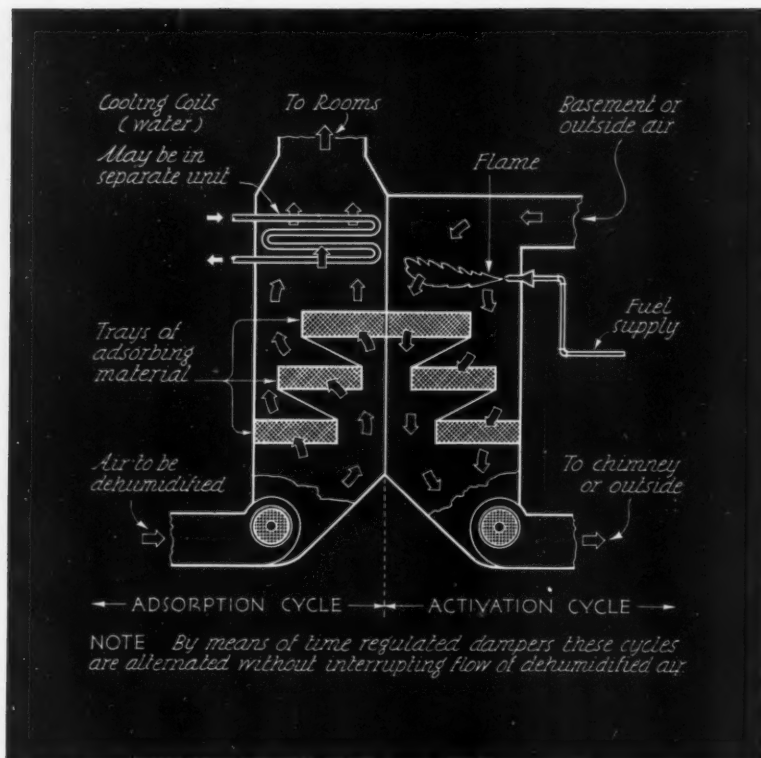 Cooling Coils
(water)
May be in
separate unit
To Rooms
Flame
Basement or
outside air
Fuel
supply
Trays of
adsorbing
material
Air to be
dehumidified
To chimney
or outside
ADSORPTION CYCLE
ACTIVATION CYCLE
NOTE By means of time regulated dampers these cycles
are alternated without interrupting flow of dehumidified air.